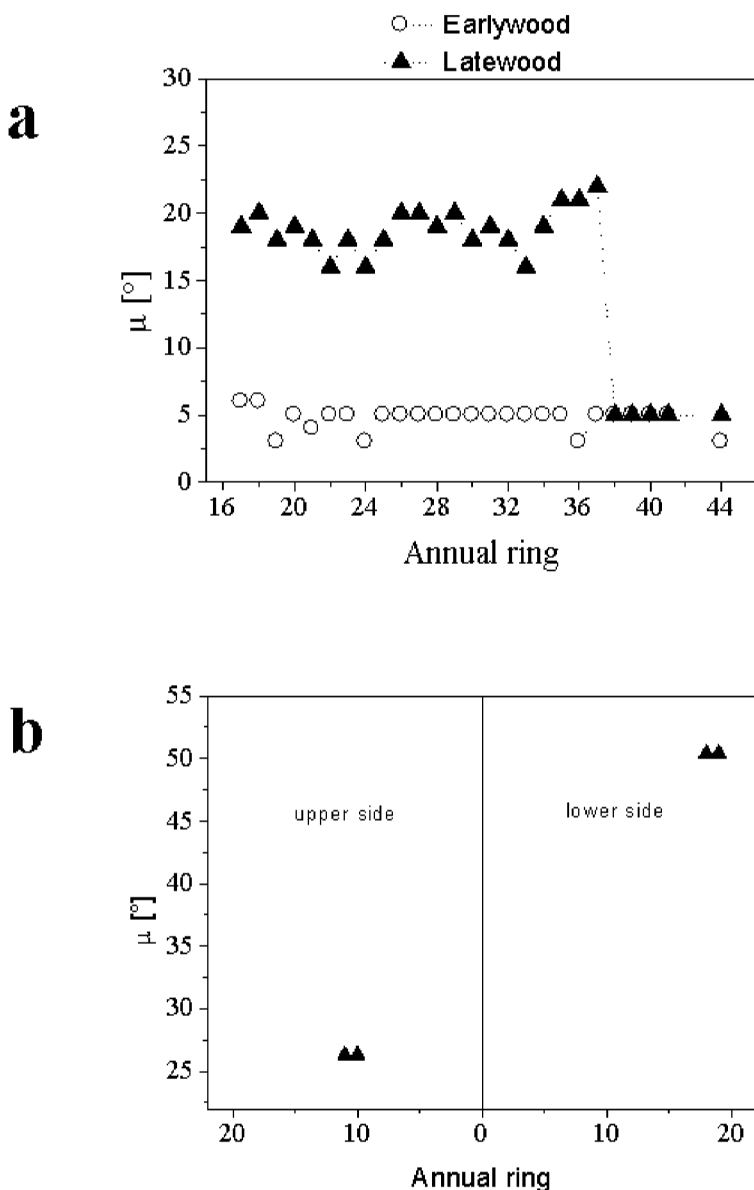 Earlywood
Latewood
a
30
25
20
15
10
5
0
μ [°]
16 20 24 28 32 36 40 44
Annual ring
b
55
50
45
40
35
30
25
μ [°]
upper side
lower side
20 10 0 10 20
Annual ring